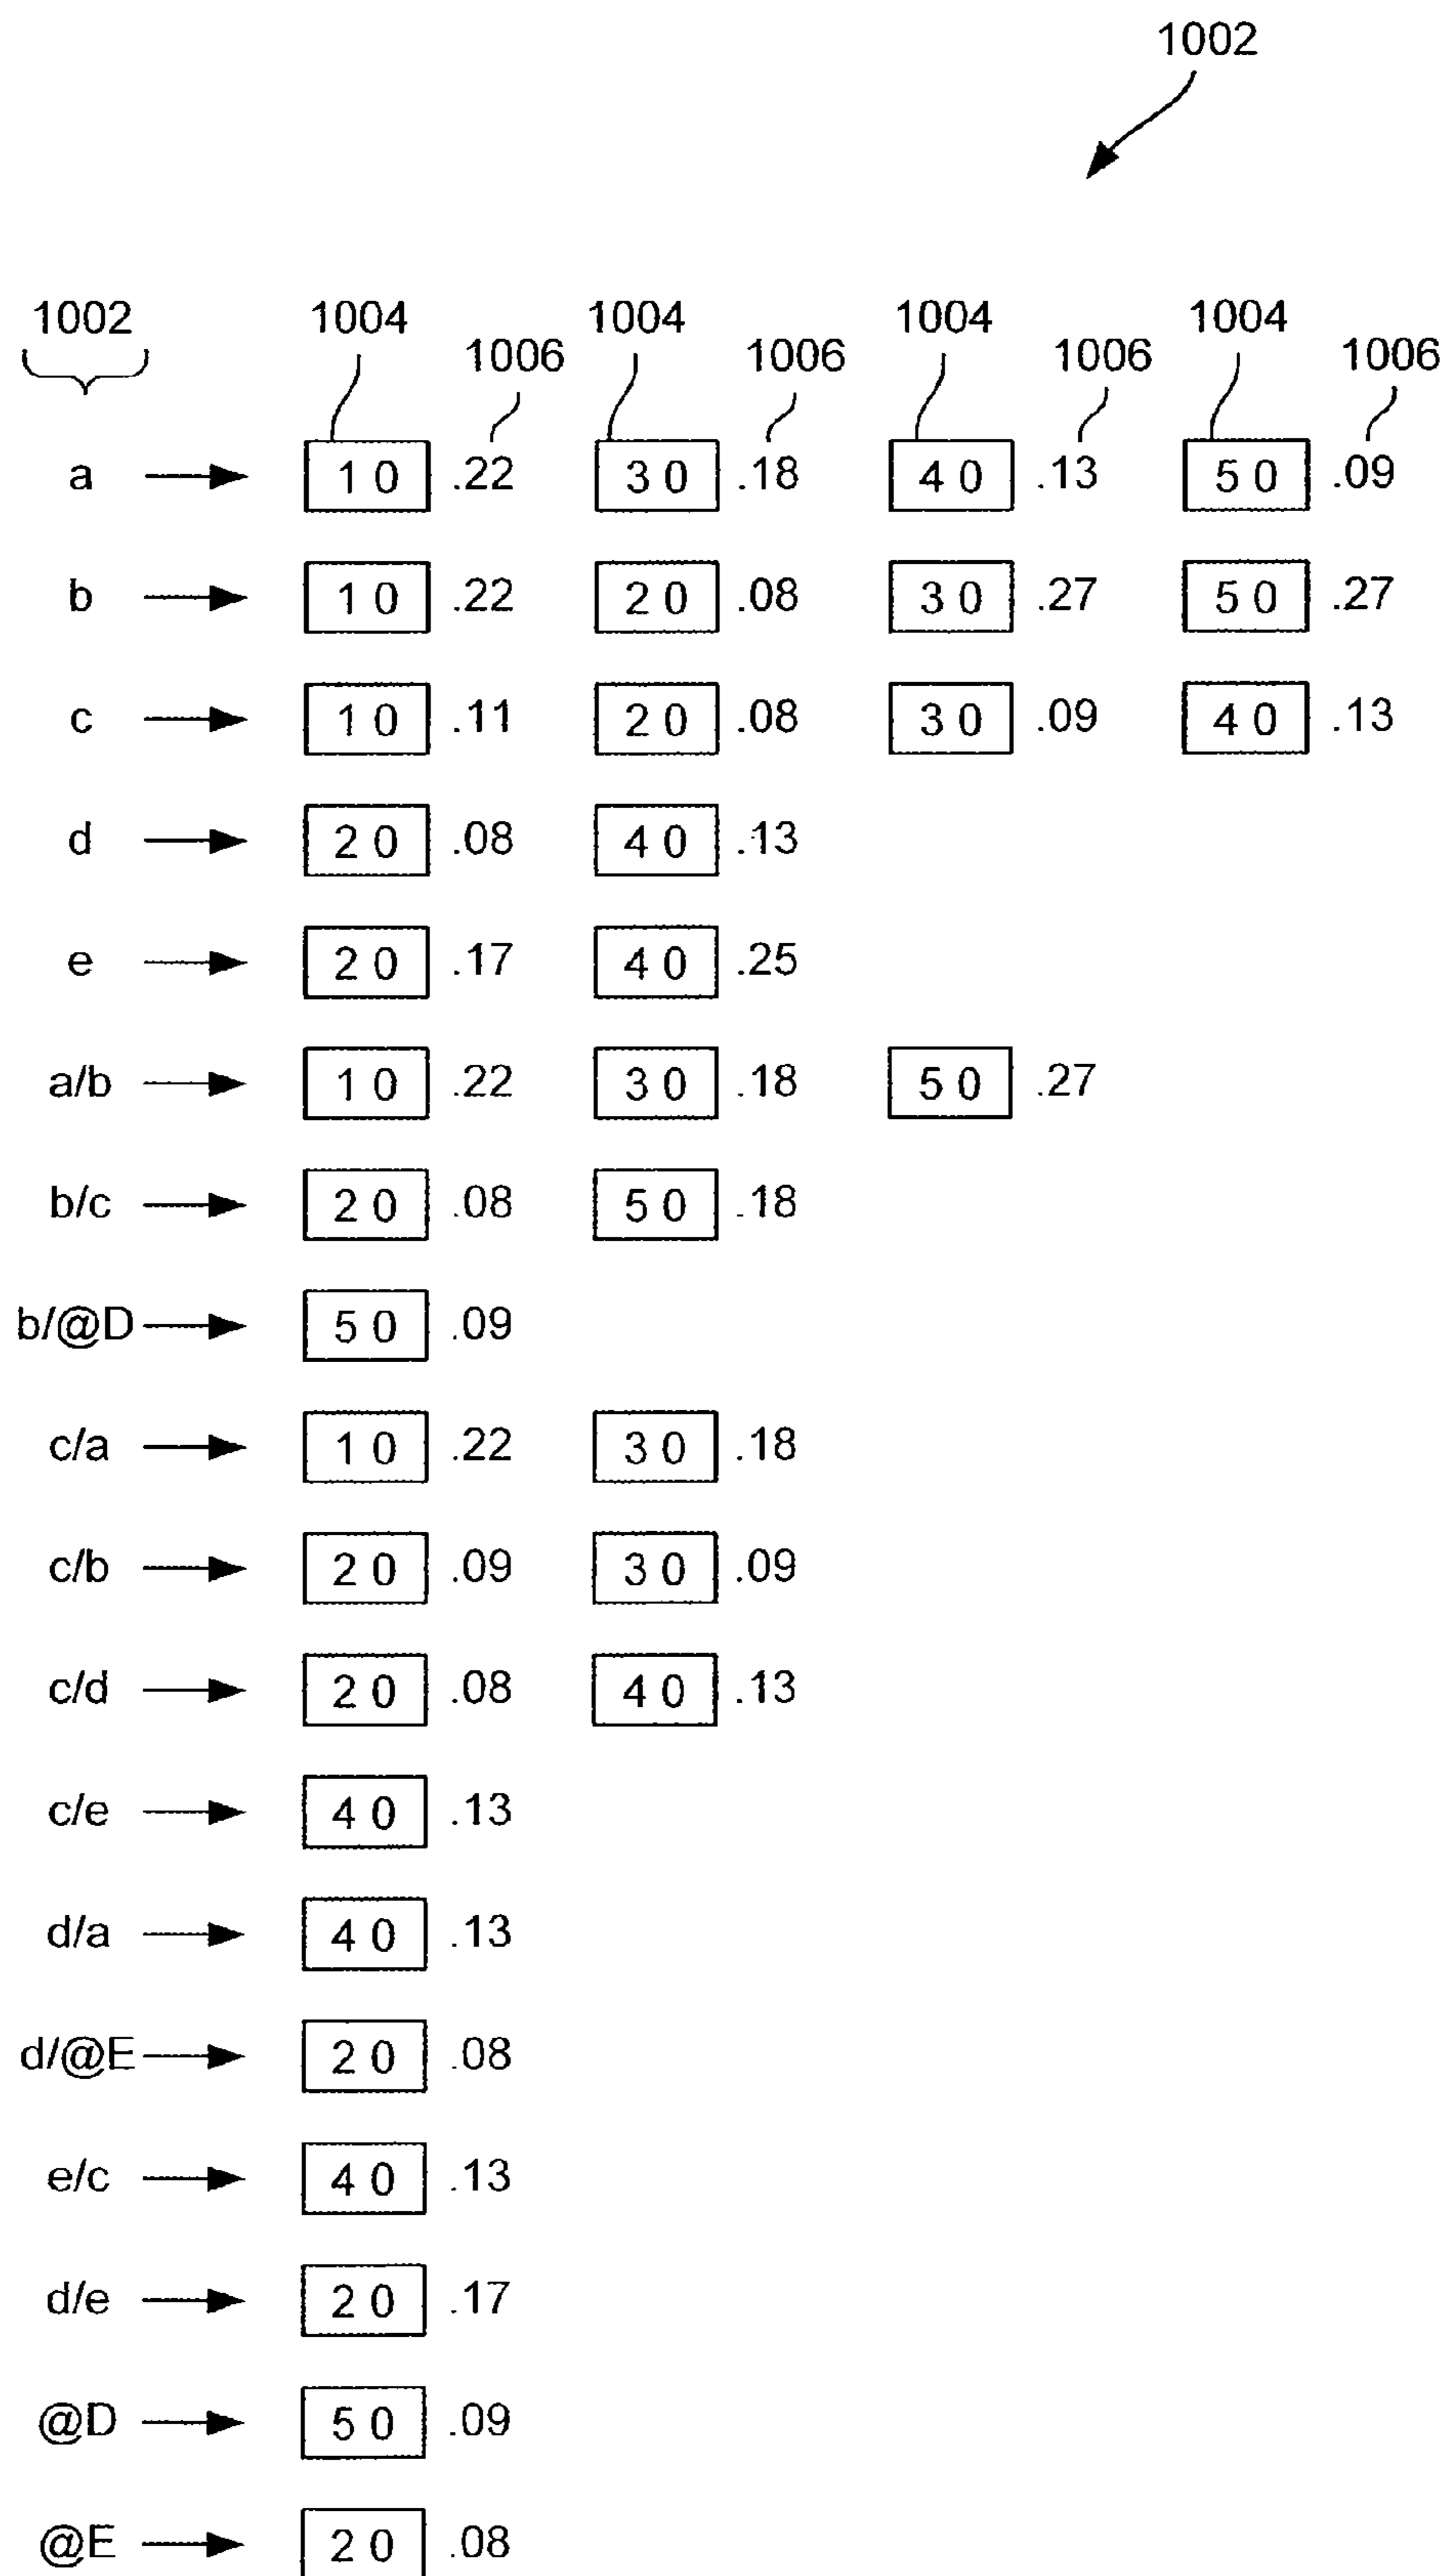 1002
1002 1004 1004 1004 1004
1006 1006 1006 1006
a 10 .22 30 .18 40 .13 50 .09
b 10 .22 20 .08 30 .27 50 .27
c 10 .11 20 .08 30 .09 40 .13
d 20 .08 40 .13
e 20 .17 40 .25
a/b 10 .22 30 .18 50 .27
b/c 20 .08 50 .18
b/@D 50 .09
c/a 10 .22 30 .18
c/b 20 .09 30 .09
c/d 20 .08 40 .13
c/e 40 .13
d/a 40 .13
d/@E 20 .08
e/c 40 .13
d/e 20 .17
@D 50 .09
@E 20 .08